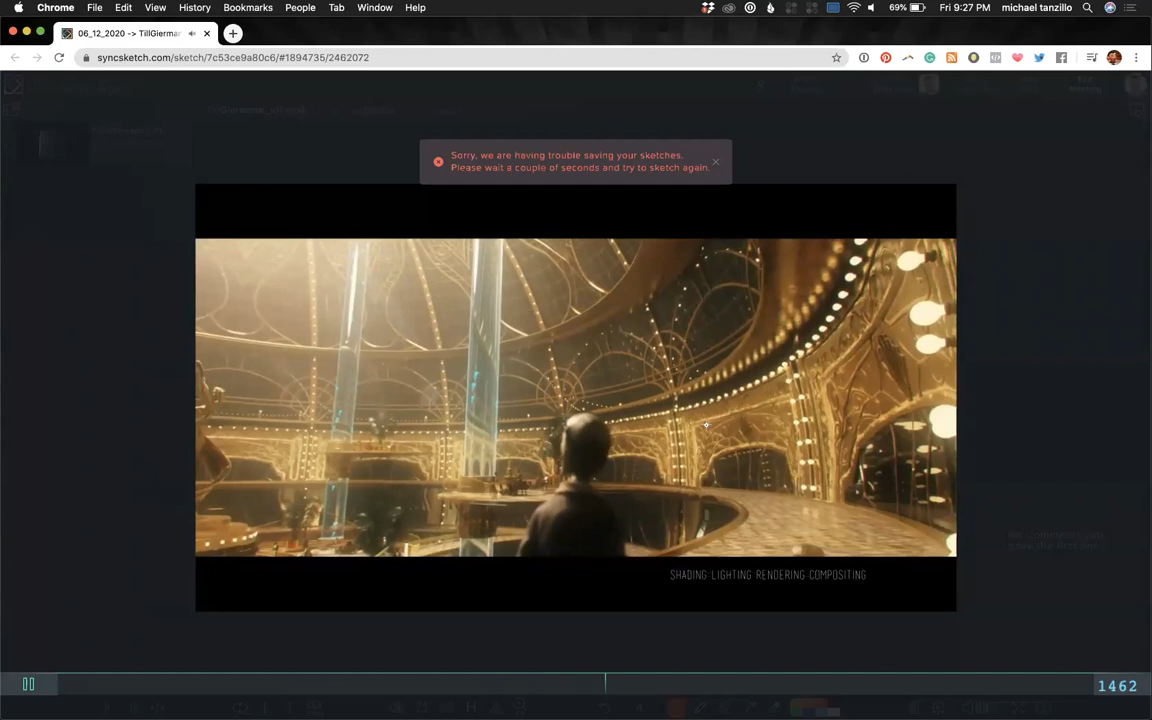 Chrome File Edit View History Bookmarks People Tab Window Help 69% Fri 9:27 PM michael tanzillo
06_12_2020 -> TillGierman
syncsketch.com/sketch/7c53ce9a80c6/#1894735/2462072
Sorry, we are having trouble saving your sketches.
Please wait a couple of seconds and try to sketch again.
SHADING·LIGHTING·RENDERING·COMPOSITING
1462